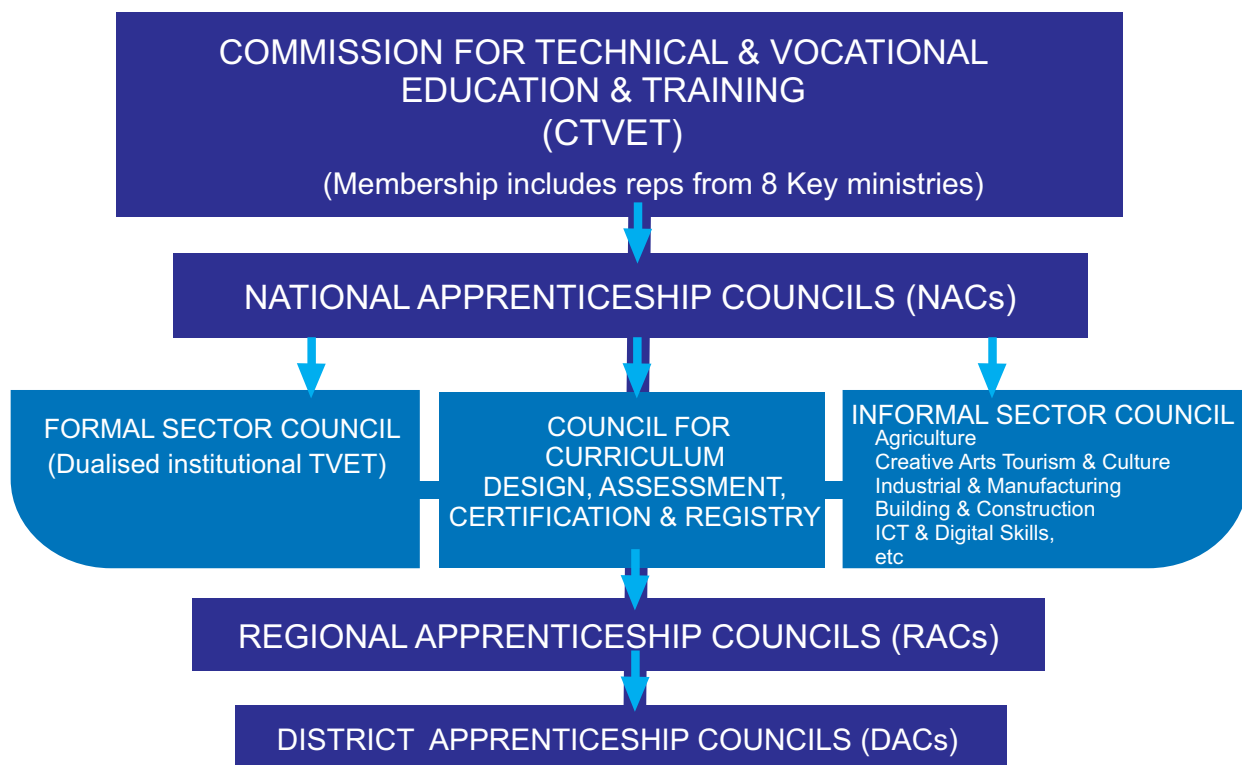 COMMISSION FOR TECHNICAL & VOCATIONAL
EDUCATION & TRAINING
(CTVET)
(Membership includes reps from 8 Key ministries)
NATIONAL APPRENTICESHIP COUNCILS (NACs)
FORMAL SECTOR COUNCIL
(Dualised institutional TVET)
COUNCIL FOR
CURRICULUM
DESIGN, ASSESSMENT,
CERTIFICATION & REGISTRY
INFORMAL SECTOR COUNCIL
Agriculture
Creative Arts Tourism & Culture
Industrial & Manufacturing
Building & Construction
ICT & Digital Skills,
etc
REGIONAL APPRENTICESHIP COUNCILS (RACs)
DISTRICT APPRENTICESHIP COUNCILS (DACs)